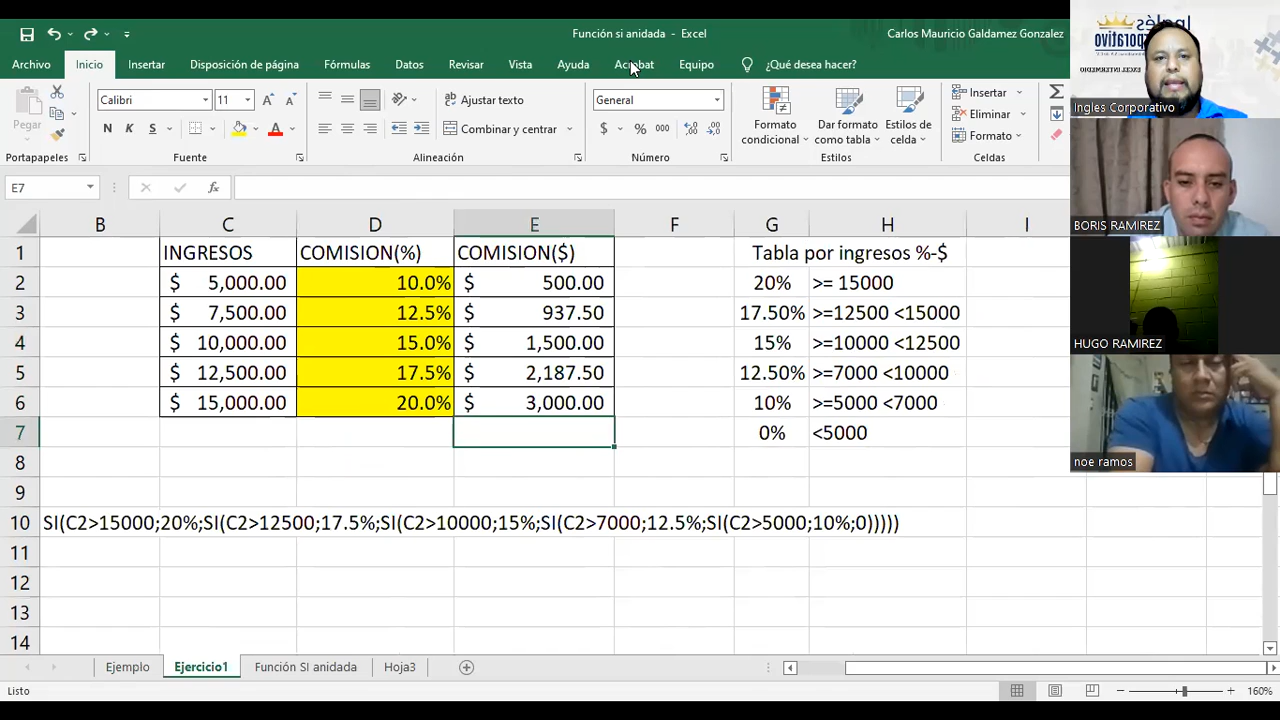 Función si anidada - Excel
Carlos Mauricio Galdamez Gonzalez
Archivo Inicio Insertar Disposición de página Fórmulas Datos Revisar Vista Ayuda Acrobat Equipo ¿Qué desea hacer?
Pegar
Calibri 11
Ajustar texto
General
Insertar
N K S
Combinar y centrar
$ % 000
Formato condicional
Dar formato como tabla
Estilos de celda
Eliminar
Formato
Portapapeles Fuente Alineación Número Estilos Celdas
E7 fx
B C D E F G H I
1 INGRESOS COMISION(%) COMISION($) Tabla por ingresos %-$
2 $ 5,000.00 10.0% $ 500.00 20% >= 15000
3 $ 7,500.00 12.5% $ 937.50 17.50% >=12500 <15000
4 $ 10,000.00 15.0% $ 1,500.00 15% >=10000 <12500
5 $ 12,500.00 17.5% $ 2,187.50 12.50% >=7000 <10000
6 $ 15,000.00 20.0% $ 3,000.00 10% >=5000 <7000
7 0% <5000
8
9
10 SI(C2>15000;20%;SI(C2>12500;17.5%;SI(C2>10000;15%;SI(C2>7000;12.5%;SI(C2>5000;10%;0)))))
11
12
13
14
Ejemplo Ejercicio1 Función SI anidada Hoja3
Listo
160%
Ingles Corporativo
BORIS RAMIREZ
HUGO RAMIREZ
noe ramos